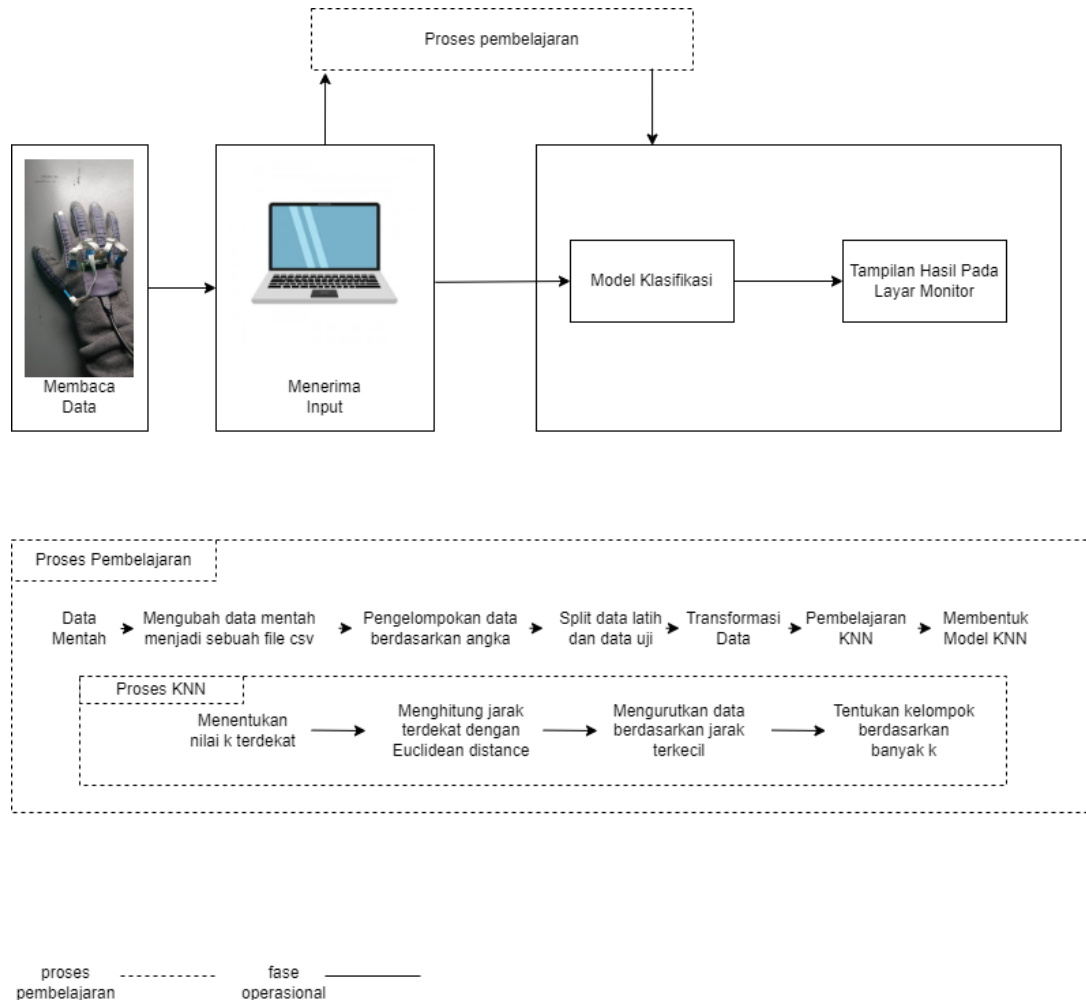 Proses pembelajaran
Membaca
Data
Menerima
Input
Model Klasifikasi
Tampilan Hasil Pada
Layar Monitor
Proses Pembelajaran
Data
Mentah
Mengubah data mentah
menjadi sebuah file csv
Pengelompokan data
berdasarkan angka
Split data latih
dan data uji
Transformasi
Data
Pembelajaran
KNN
Membentuk
Model KNN
Proses KNN
Menentukan
nilai k terdekat
Menghitung jarak
terdekat dengan
Euclidean distance
Mengurutkan data
berdasarkan jarak
terkecil
Tentukan kelompok
berdasarkan
banyak k
proses
pembelajaran
fase
operasional